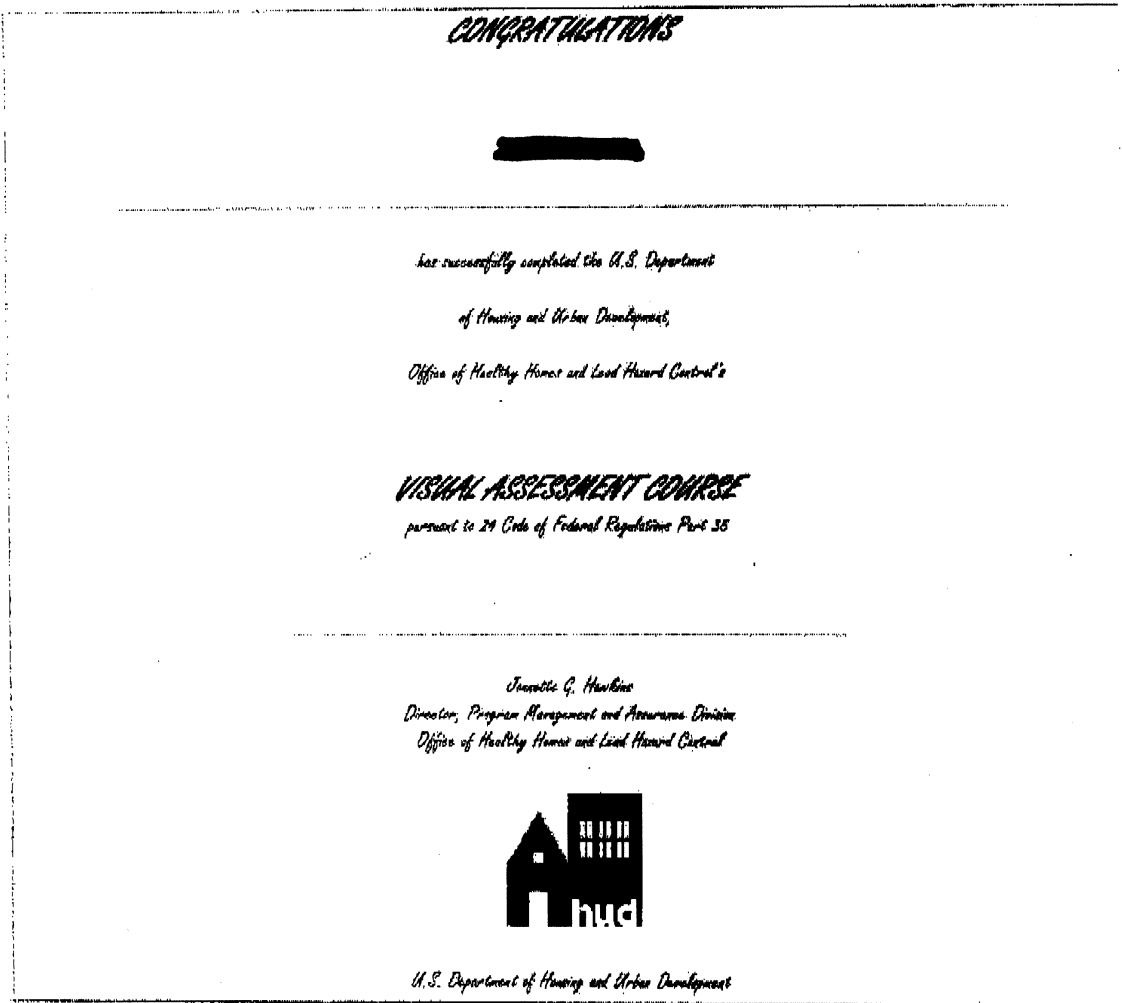 CONGRATULATIONS
has successfully completed the U.S. Department
of Housing and Urban Development,
Office of Healthy Homes and Lead Hazard Control's
VISUAL ASSESSMENT COURSE
pursuant to 24 Code of Federal Regulations Part 35
Jeannette G. Hawkins
Director, Program Management and Assurance Division
Office of Healthy Homes and Lead Hazard Control
hud
U.S. Department of Housing and Urban Development